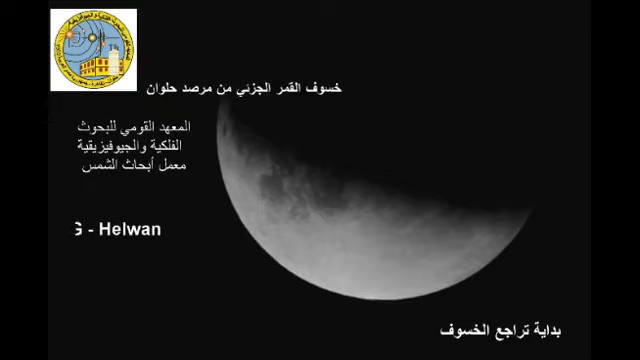 خسوف القمر الجزئي من مرصد حلوان
المعهد القومي للبحوث
الفلكية والجيوفيزيقية
معمل أبحاث الشمس
G - Helwan
بداية تراجع الخسوف